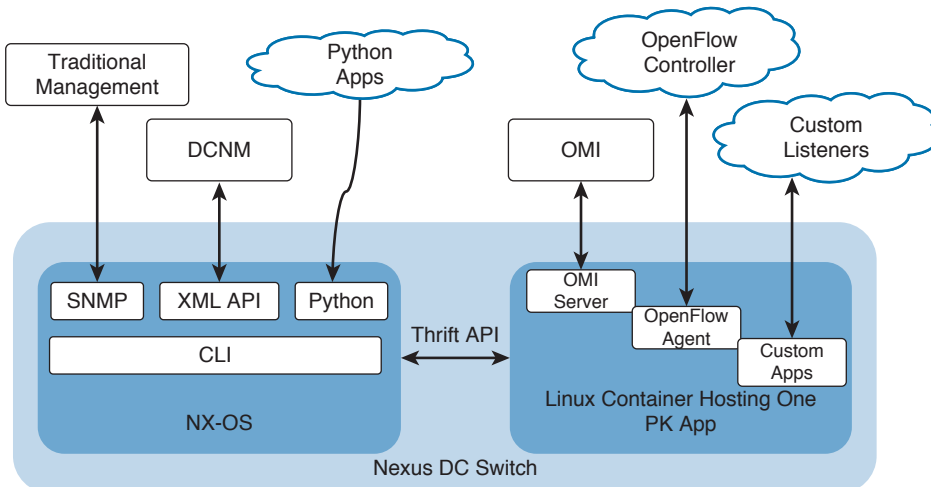 Traditional
Management
Python
Apps
OpenFlow
Controller
DCNM
OMI
Custom
Listeners
SNMP
XML API
Python
CLI
NX-OS
Thrift API
OMI
Server
OpenFlow
Agent
Custom
Apps
Linux Container Hosting One
PK App
Nexus DC Switch